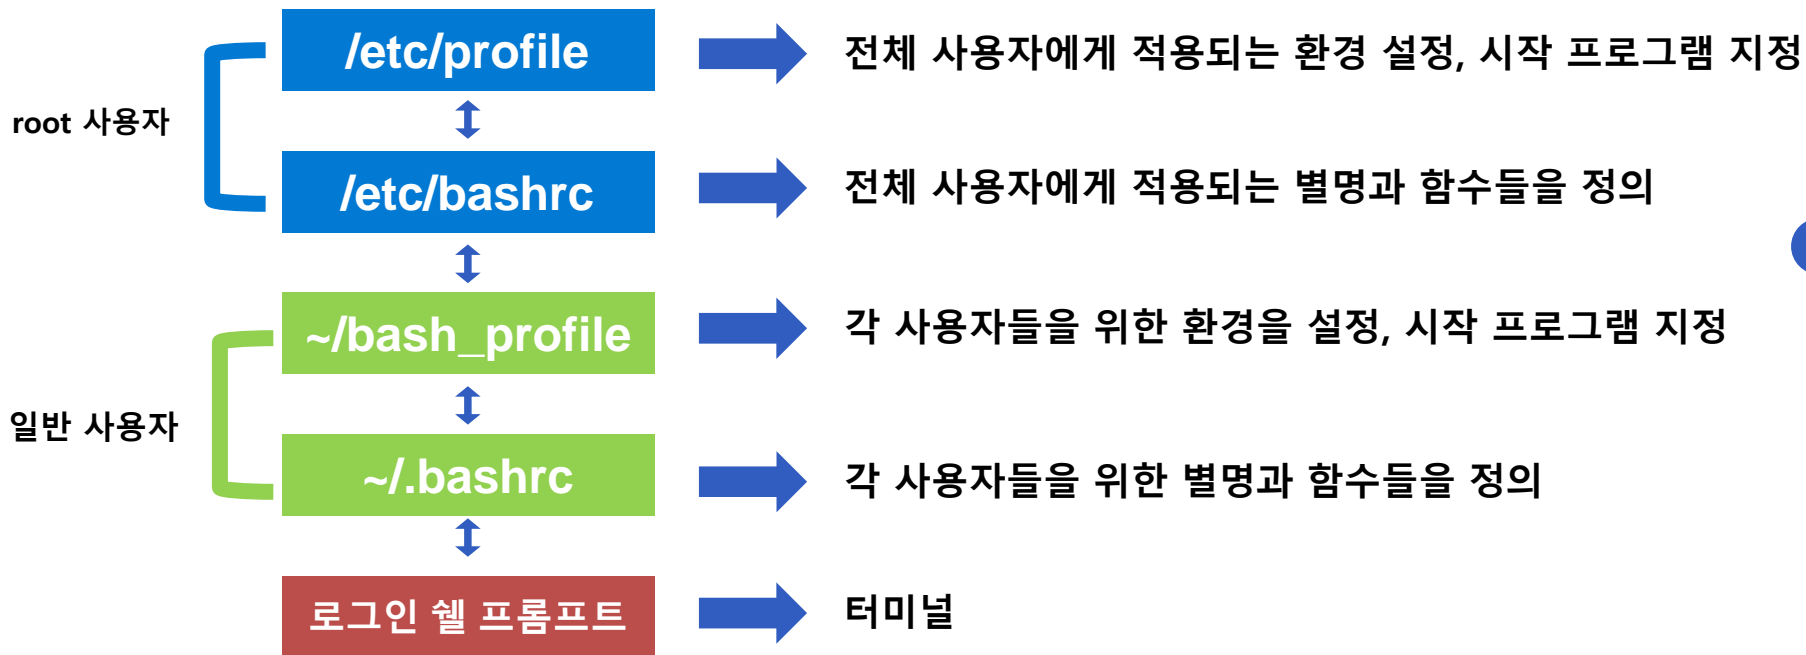 /etc/profile
전체 사용자에게 적용되는 환경 설정, 시작 프로그램 지정
root 사용자
/etc/bashrc
전체 사용자에게 적용되는 별명과 함수들을 정의
~/bash_profile
각 사용자들을 위한 환경을 설정, 시작 프로그램 지정
일반 사용자
~/.bashrc
각 사용자들을 위한 별명과 함수들을 정의
로그인 쉘 프롬프트
터미널